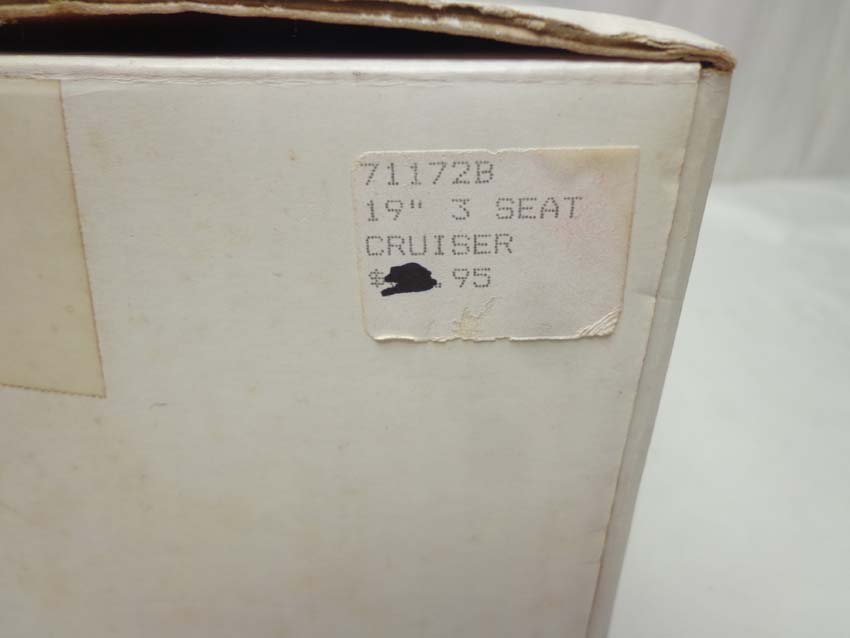 71172B
19" 3 SEAT
CRUISER
$ .95